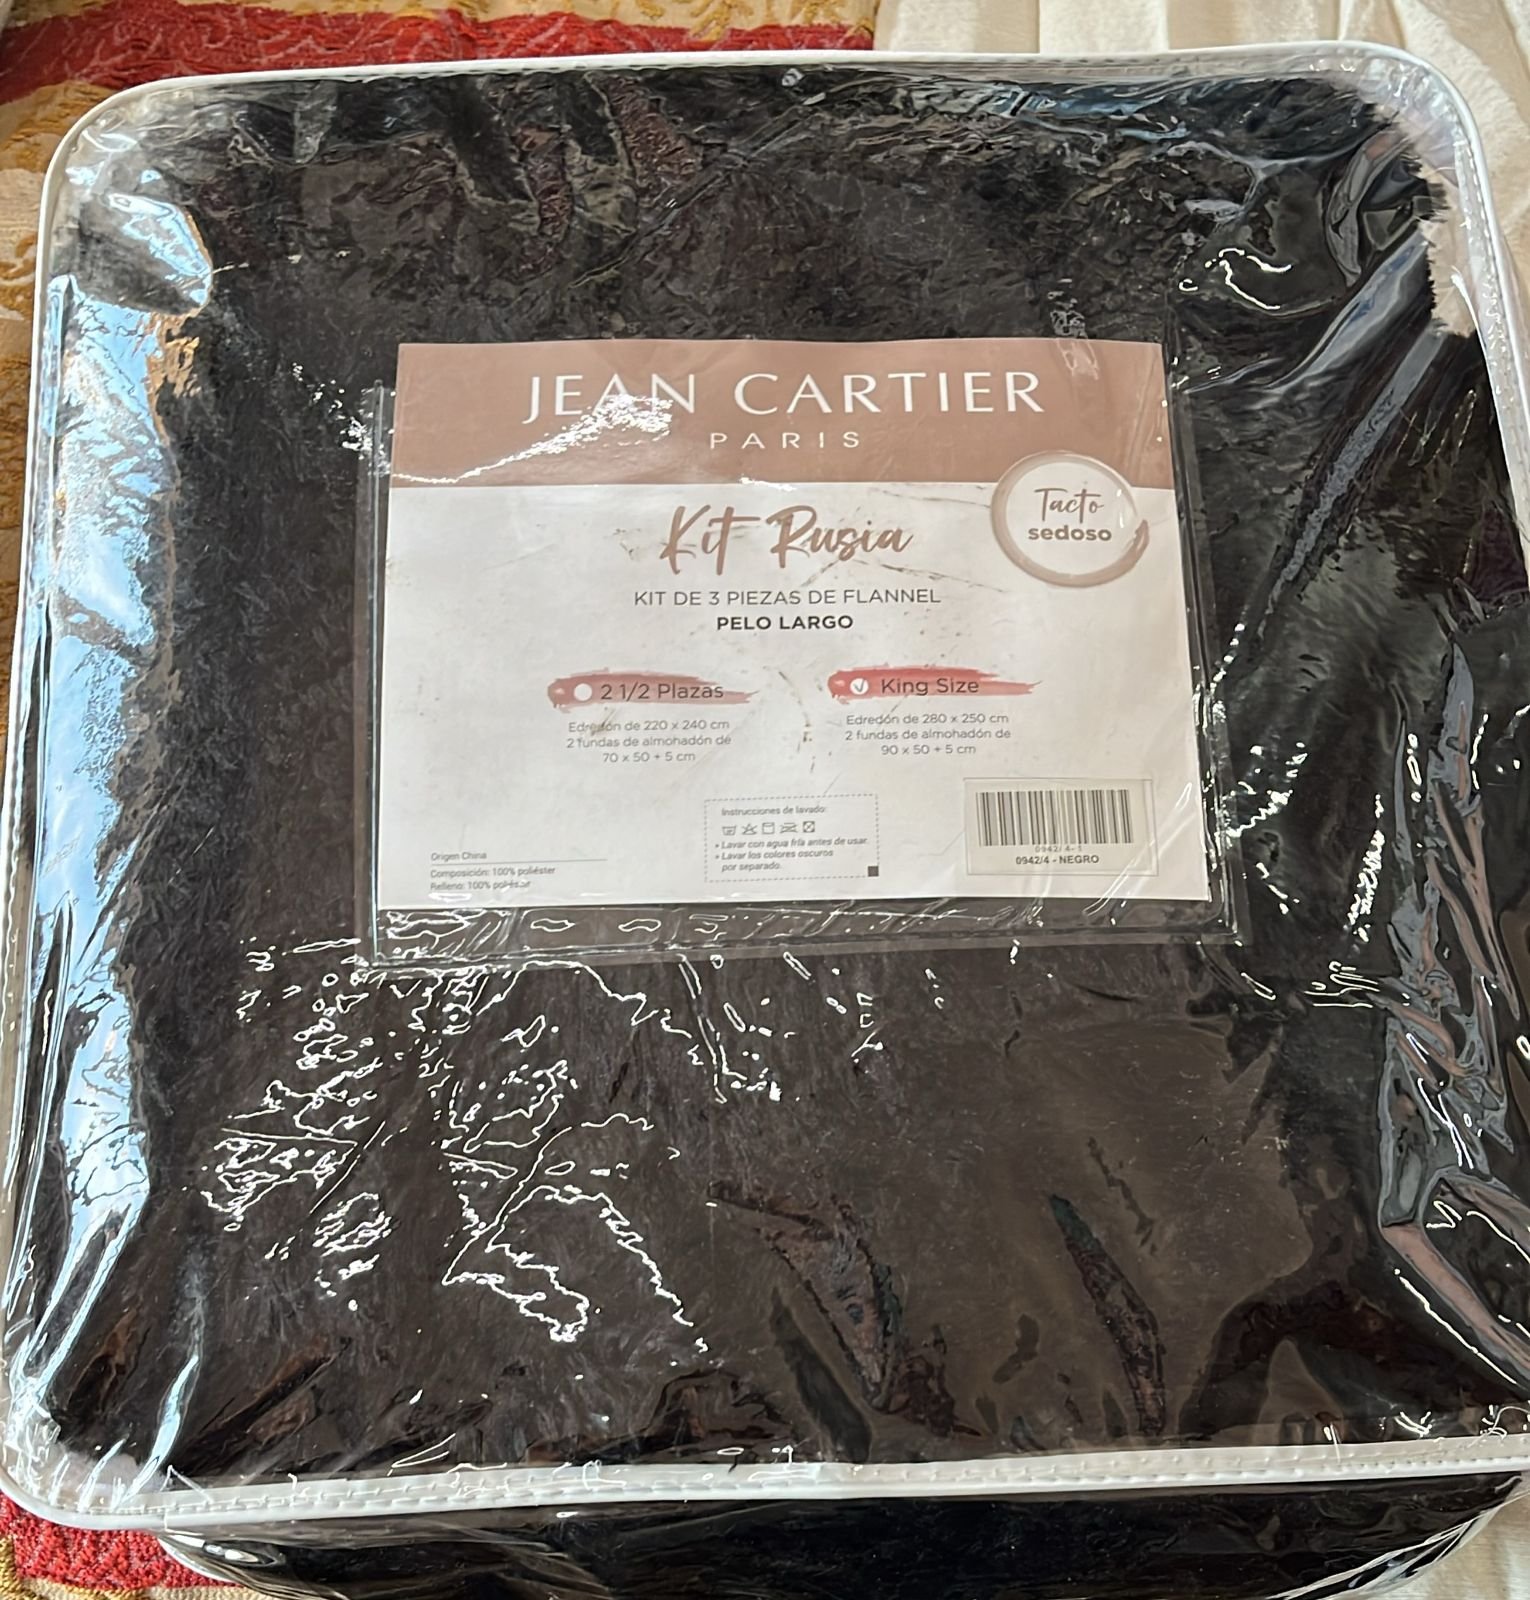 JEAN CARTIER
PARIS
Tacto
sedoso
Kit Rusia
KIT DE 3 PIEZAS DE FLANNEL
PELO LARGO
2 1/2 Plazas
Edredón de 220 x 240 cm
2 fundas de almohadón de
70 x 50 + 5 cm
King Size
Edredón de 280 x 250 cm
2 fundas de almohadón de
90 x 50 + 5 cm
Origen China
Composición: 100% poliéster
Relleno: 100% poliéster
Instrucciones de lavado:
• Lavar con agua fría antes de usar.
• Lavar los colores oscuros
por separado.
0942/4-1
0942/4 - NEGRO